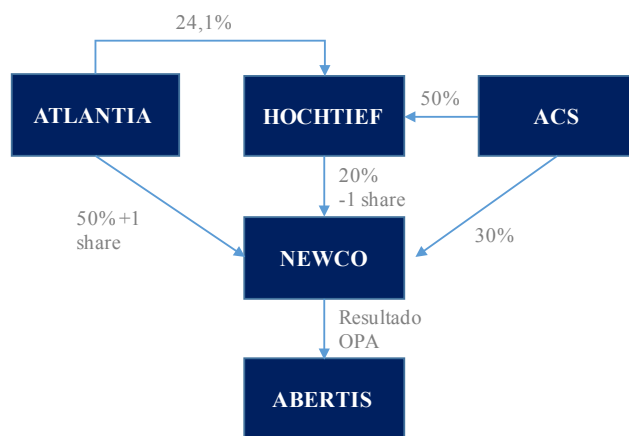 24,1%
ATLANTIA
HOCHTIEF
50%
ACS
50%+1
share
20%
-1 share
30%
NEWCO
Resultado
OPA
ABERTIS